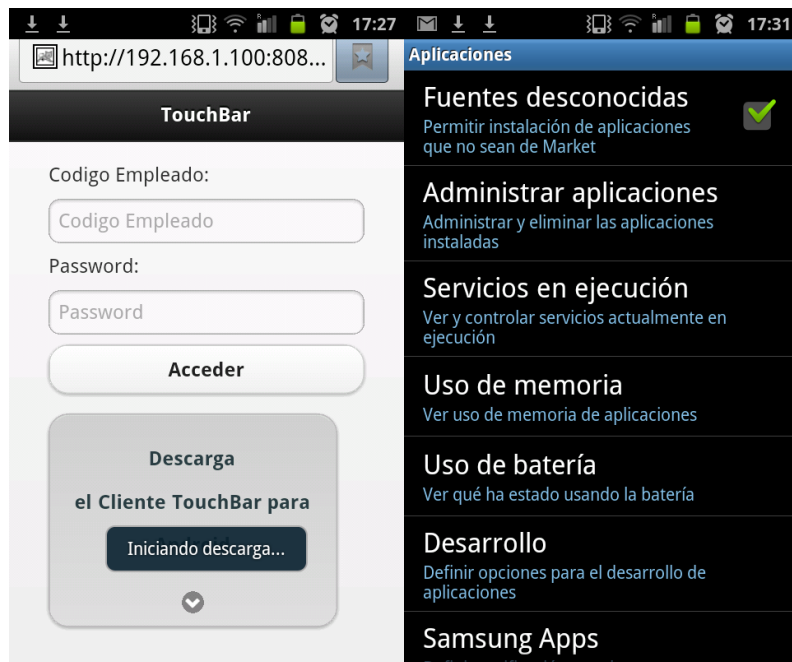 17:27
http://192.168.1.100:808...
TouchBar
Codigo Empleado:
Codigo Empleado
Password:
Password
Acceder
Descarga
el Cliente TouchBar para
Iniciando descarga...
17:31
Aplicaciones
Fuentes desconocidas
Permitir instalación de aplicaciones
que no sean de Market
Administrar aplicaciones
Administrar y eliminar las aplicaciones
instaladas
Servicios en ejecución
Ver y controlar servicios actualmente en
ejecución
Uso de memoria
Ver uso de memoria de aplicaciones
Uso de batería
Ver qué ha estado usando la batería
Desarrollo
Definir opciones para el desarrollo de
aplicaciones
Samsung Apps